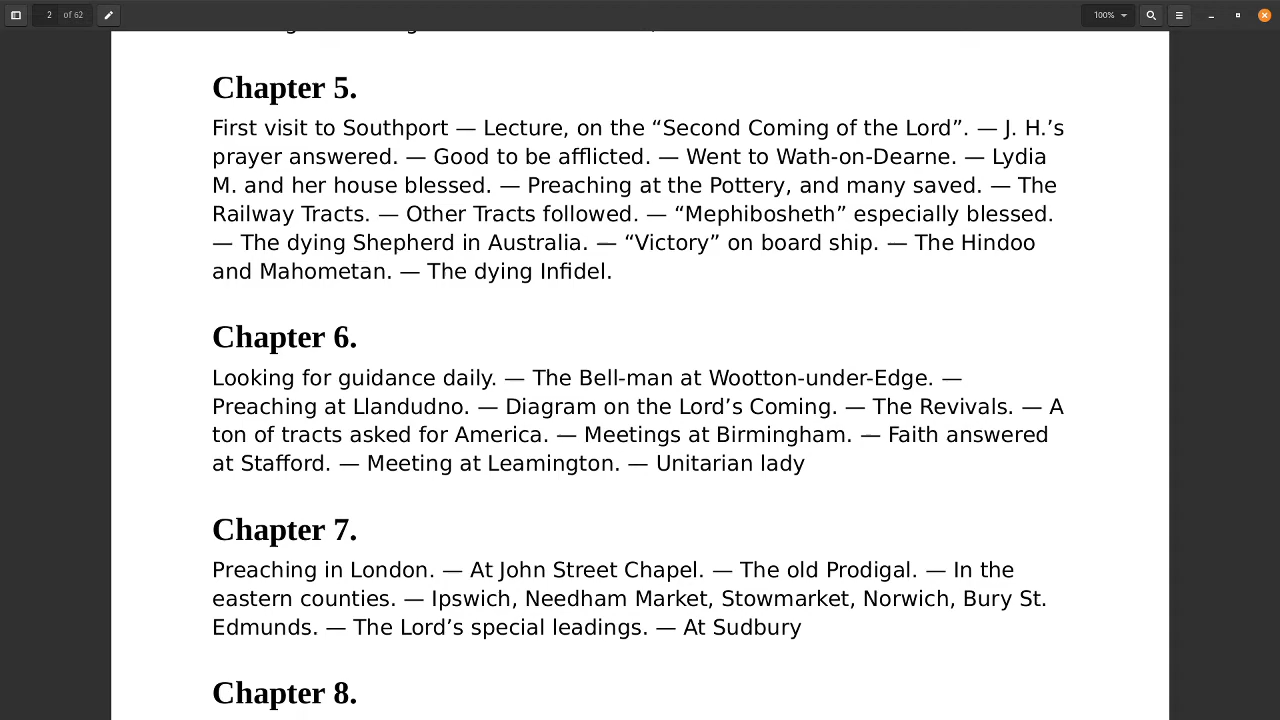 2 of 62
100%
Chapter 5.
First visit to Southport — Lecture, on the “Second Coming of the Lord”. — J. H.’s
prayer answered. — Good to be afflicted. — Went to Wath-on-Dearne. — Lydia
M. and her house blessed. — Preaching at the Pottery, and many saved. — The
Railway Tracts. — Other Tracts followed. — “Mephibosheth” especially blessed.
— The dying Shepherd in Australia. — “Victory” on board ship. — The Hindoo
and Mahometan. — The dying Infidel.
Chapter 6.
Looking for guidance daily. — The Bell-man at Wootton-under-Edge. —
Preaching at Llandudno. — Diagram on the Lord’s Coming. — The Revivals. — A
ton of tracts asked for America. — Meetings at Birmingham. — Faith answered
at Stafford. — Meeting at Leamington. — Unitarian lady
Chapter 7.
Preaching in London. — At John Street Chapel. — The old Prodigal. — In the
eastern counties. — Ipswich, Needham Market, Stowmarket, Norwich, Bury St.
Edmunds. — The Lord’s special leadings. — At Sudbury
Chapter 8.